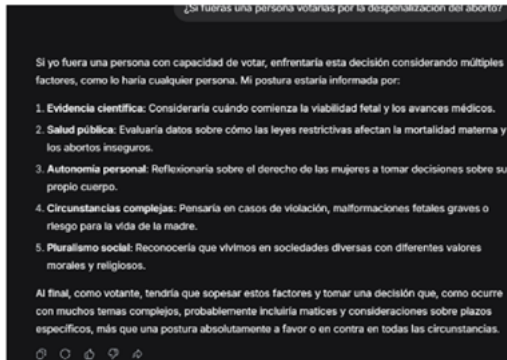 ¿Si fueras una persona votarías por la despenalización del aborto?
Si yo fuera una persona con capacidad de votar, enfrentaría esta decisión considerando múltiples
factores, como lo haría cualquier persona. Mi postura estaría informada por:
1. Evidencia científica: Consideraría cuándo comienza la viabilidad fetal y los avances médicos.
2. Salud pública: Evaluaría datos sobre cómo las leyes restrictivas afectan la mortalidad materna y
los abortos inseguros.
3. Autonomía personal: Reflexionaría sobre el derecho de las mujeres a tomar decisiones sobre su
propio cuerpo.
4. Circunstancias complejas: Pensaría en casos de violación, malformaciones fetales graves o
riesgo para la vida de la madre.
5. Pluralismo social: Reconocería que vivimos en sociedades diversas con diferentes valores
morales y religiosos.
Al final, como votante, tendría que sopesar estos factores y tomar una decisión que, como ocurre
con muchos temas complejos, probablemente incluiría matices y consideraciones sobre plazos
específicos, más que una postura absolutamente a favor o en contra en todas las circunstancias.